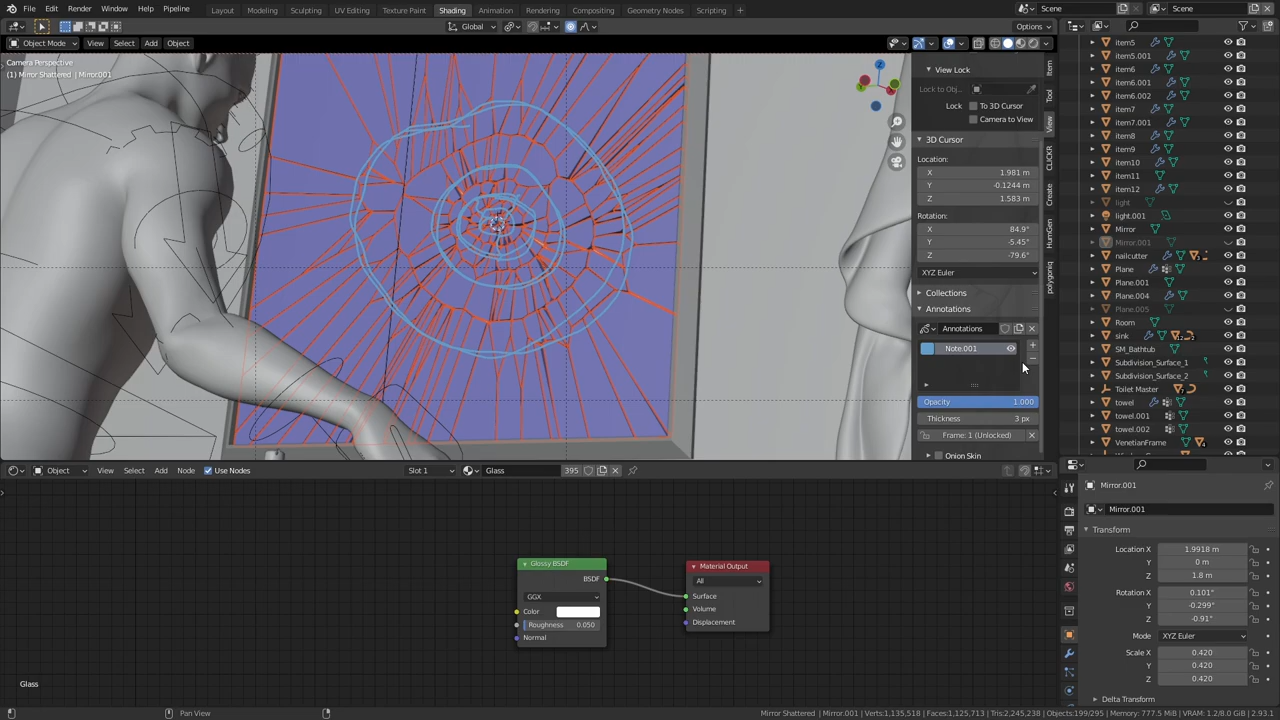 File Edit Render Window Help Pipeline
Layout Modeling Sculpting UV Editing Texture Paint Shading Animation Rendering Compositing Geometry Nodes Scripting +
Scene Scene
Global Options
Object Mode View Select Add Object
Camera Perspective
(1) Mirror Shattered | Mirror.001
Z
View Lock
Lock to Obj...
Lock To 3D Cursor
Camera to View
3D Cursor
Location:
X 1.981 m
Y -0.1244 m
Z 1.583 m
Rotation:
X 84.9°
Y -5.45°
Z -79.6°
XYZ Euler
Collections
Annotations
Annotations
Note.001
Opacity 1.000
Thickness 3 px
Frame: 1 (Unlocked)
Onion Skin
Item
Tool
View
CLICKR
Create
HumGen
polygoniq
item5
item5.001
item6
item6.001
item6.002
item7
item7.001
item8
item9
item10
item11
item12
light
light.001
Mirror
Mirror.001
nailcutter
Plane
Plane.001
Plane.004
Plane.005
Room
sink
SM_Bathtub
Subdivision_Surface_1
Subdivision_Surface_2
Toilet Master
towel
towel.001
towel.002
VenetianFrame
Object View Select Add Node Use Nodes Slot 1 Glass 395
Glossy BSDF
BSDF
GGX
Color
Roughness 0.050
Normal
Material Output
All
Surface
Volume
Displacement
Glass
Mirror.001
Mirror.001
Transform
Location X 1.9918 m
Y 0 m
Z 1.8 m
Rotation X 0.101°
Y -0.299°
Z -0.91°
Mode XYZ Euler
Scale X 0.420
Y 0.420
Z 0.420
Delta Transform
Pan View
Mirror Shattered | Mirror.001 | Verts:1,135,518 | Faces:1,125,713 | Tris:2,245,238 | Objects:199/295 | Memory: 777.5 MiB | VRAM: 1.2/8.0 GiB | 2.93.1